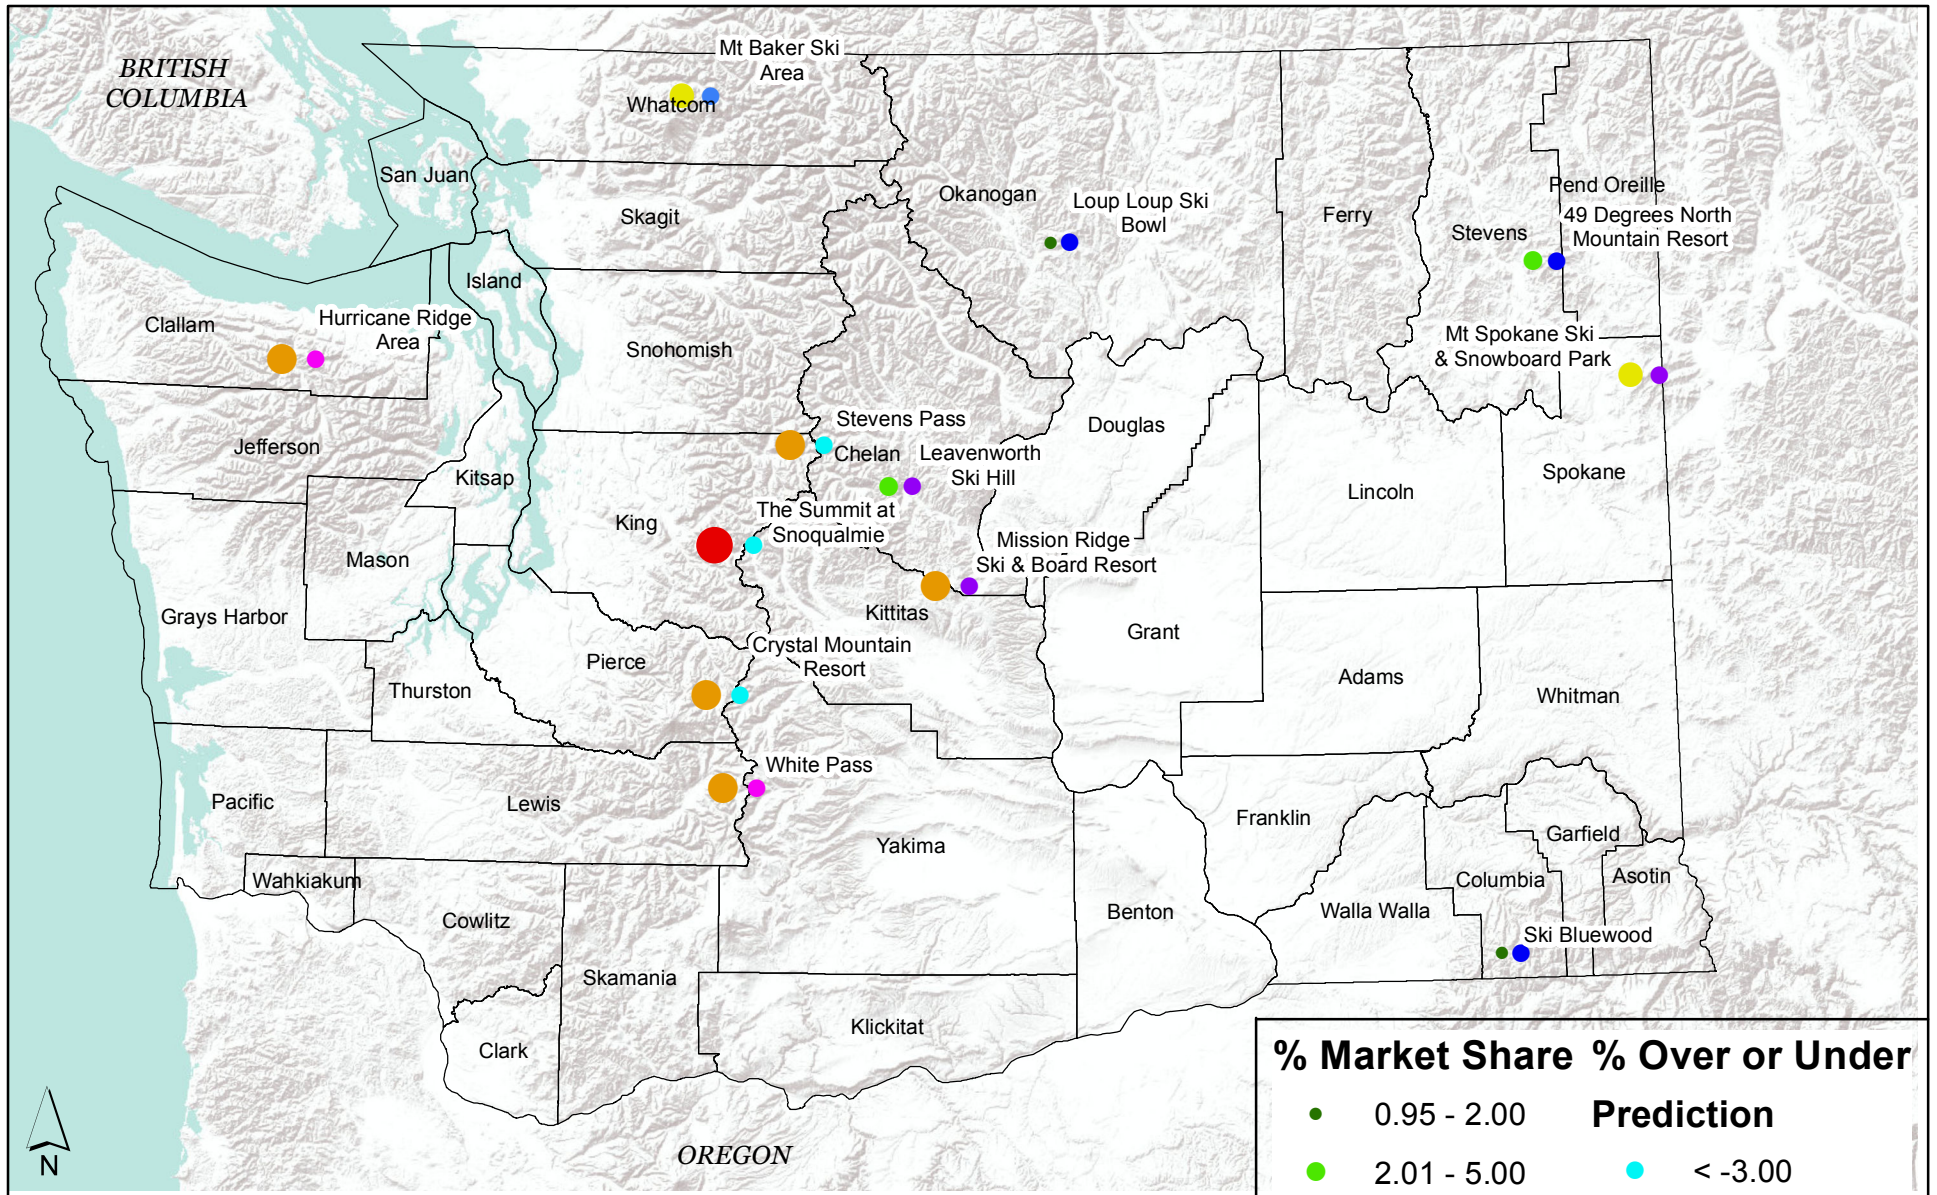 BRITISH
COLUMBIA
Mt Baker Ski
Area
Whatcom
San Juan
Skagit
Okanogan
Loup Loup Ski
Bowl
Ferry
Pend Oreille
Stevens
49 Degrees North
Mountain Resort
Island
Clallam
Hurricane Ridge
Area
Snohomish
Mt Spokane Ski
& Snowboard Park
Jefferson
Kitsap
Stevens Pass
Chelan
Leavenworth
Ski Hill
Douglas
Lincoln
Spokane
King
The Summit at
Snoqualmie
Mission Ridge
Ski & Board Resort
Mason
Grays Harbor
Kittitas
Grant
Pierce
Crystal Mountain
Resort
Thurston
Adams
Whitman
White Pass
Pacific
Lewis
Yakima
Franklin
Garfield
Wahkiakum
Cowlitz
Benton
Walla Walla
Columbia
Asotin
Ski Bluewood
Skamania
Klickitat
Clark
OREGON
N
% Market Share
0.95 - 2.00
2.01 - 5.00
% Over or Under
Prediction
< -3.00